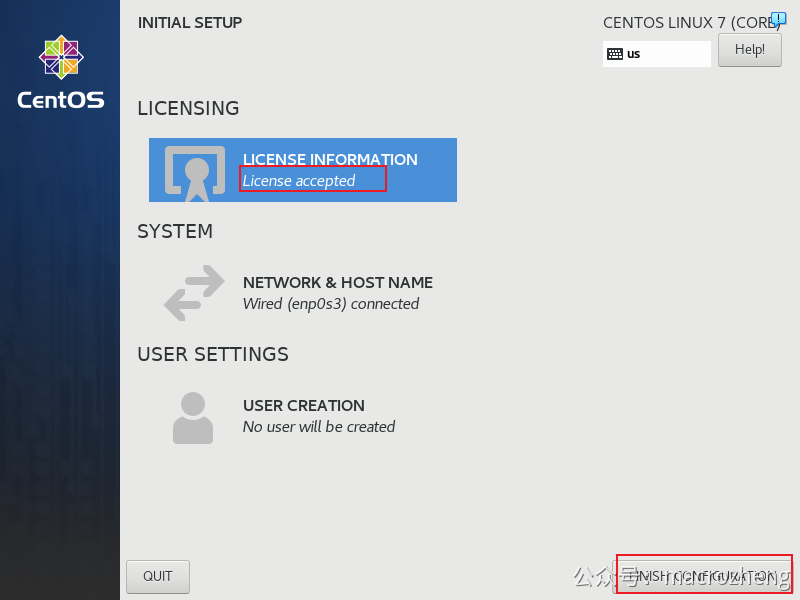 INITIAL SETUP
CENTOS LINUX 7 (CORE)
us
Help!
CentOS
LICENSING
LICENSE INFORMATION
License accepted
SYSTEM
NETWORK & HOST NAME
Wired (enp0s3) connected
USER SETTINGS
USER CREATION
No user will be created
QUIT
FINISH CONFIGURATION
公众号：macrozheng